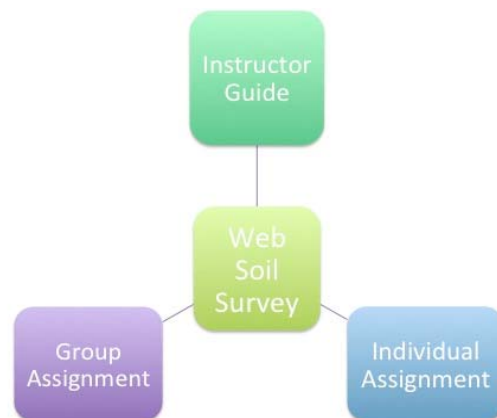 Instructor
Guide
Web
Soil
Survey
Group
Assignment
Individual
Assignment